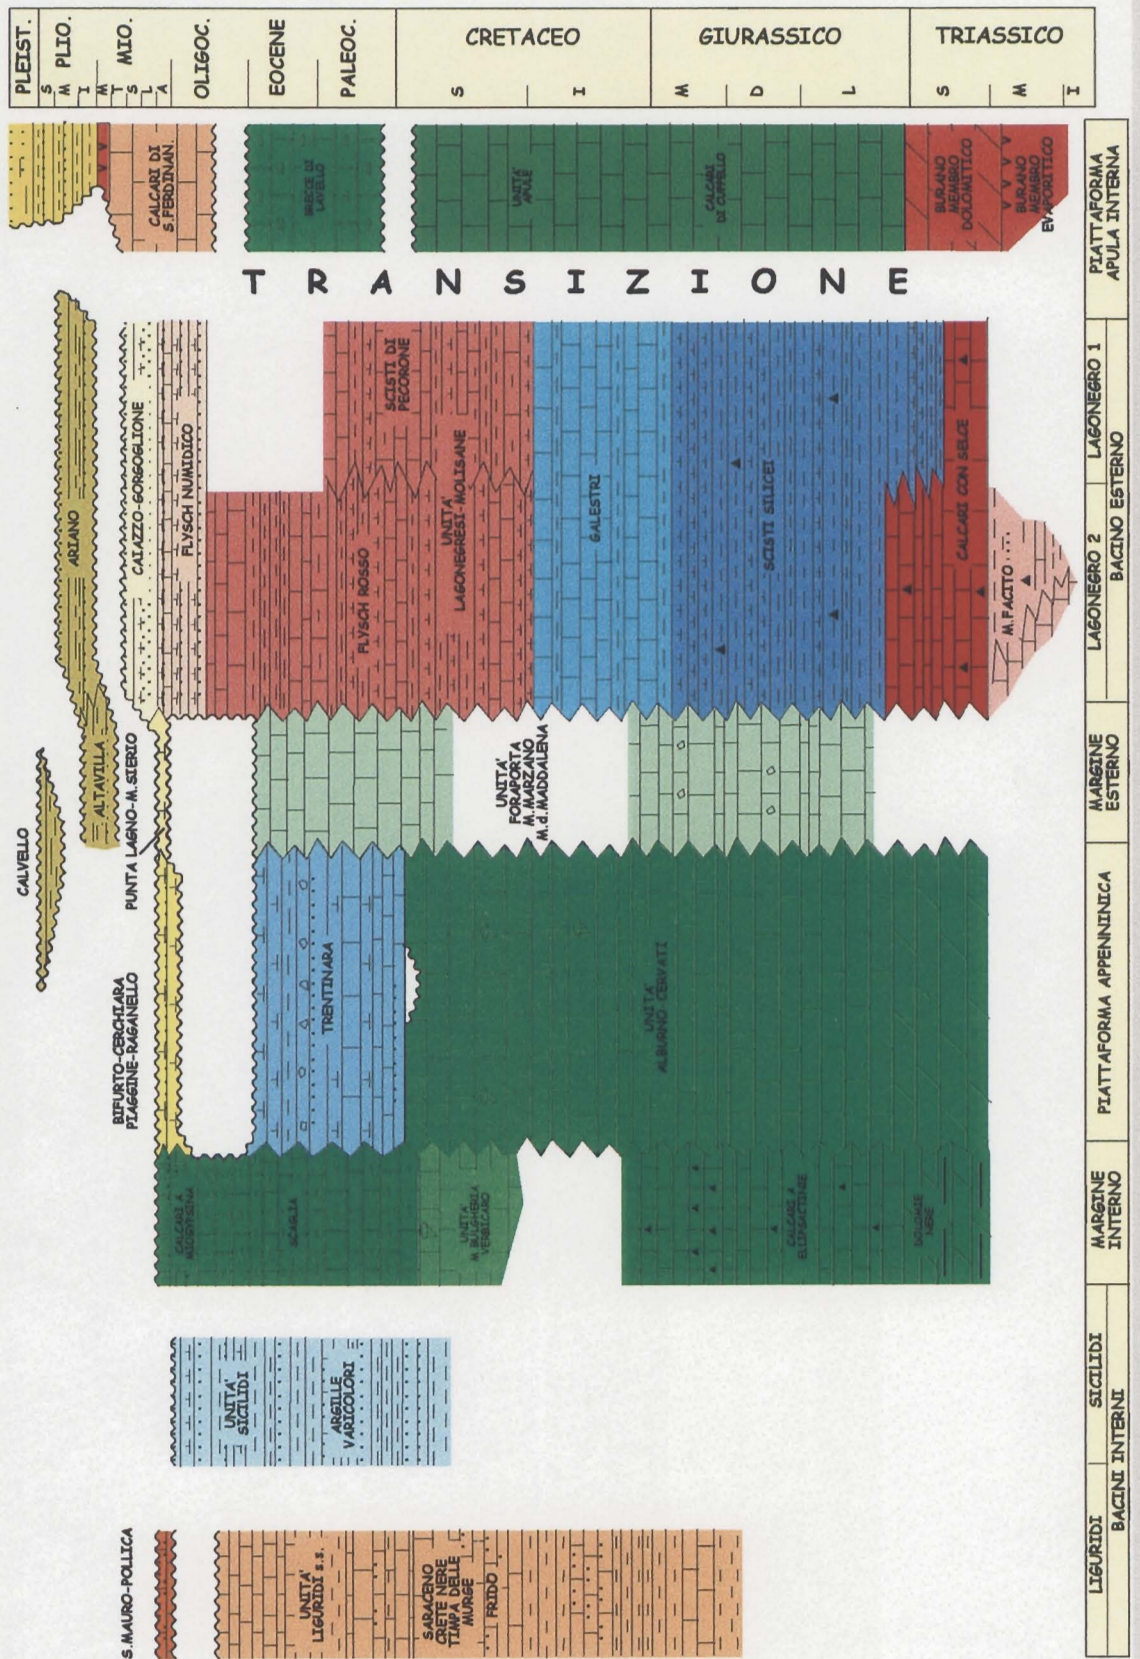 PLEIST.
PLIO.
S
M
I
MIO.
M
T
S
L
A
OLIGOC.
EOCENE
PALEOC.
CRETACEO
S
I
GIURASSICO
M
D
L
TRIASSICO
S
M
I
CALCARI DI
S.FERDINAN.
BRECCE DI
LAVELLO
UNITA'
APULE
CALCARI
DI CUPELLO
BURANO
MEMBRO
DOLOMITICO
BURANO
MEMBRO
EVAPORITICO
PIATTAFORMA
APULA INTERNA
TRANSIZIONE
ARIANO
CAIAZZO-GORGOGLIONE
FLYSCH NUMIDICO
SCISTI DI
PECORONE
FLYSCH ROSSO
UNITA'
LAGONEGRESI-MOLISANE
GALESTRI
SCISTI SILICEI
CALCARI CON SELCE
M.FACITO
LAGONEGRO 1
LAGONEGRO 2
BACINO ESTERNO
CALVELLO
ALTAVILLA
PUNTA LAGNO-M.SIERIO
UNITA'
FORAPORTA
M.MARZANO
M.d.MADDALENA
MARGINE
ESTERNO
BIFURTO-CERCHIARA
PIAGGINE-RAGANELLO
TRENTINARA
UNITA'
ALBURNO-CERVATI
PIATTAFORMA APPENNINICA
CALCARI A
MIOGYPSINA
SCAGLIA
UNITA'
M.BULGHERIA
VERBICARO
CALCARI A
ELLIPSACTINIE
DOLOMIE
NERE
MARGINE
INTERNO
UNITA'
SICILIDI
ARGILLE
VARICOLORI
SICILIDI
S.MAURO-POLLICA
UNITA'
LIGURIDI s.s.
SARACENO
CRETE NERE
TIMPA DELLE
MURGE
FRIDO
LIGURIDI
BACINI INTERNI